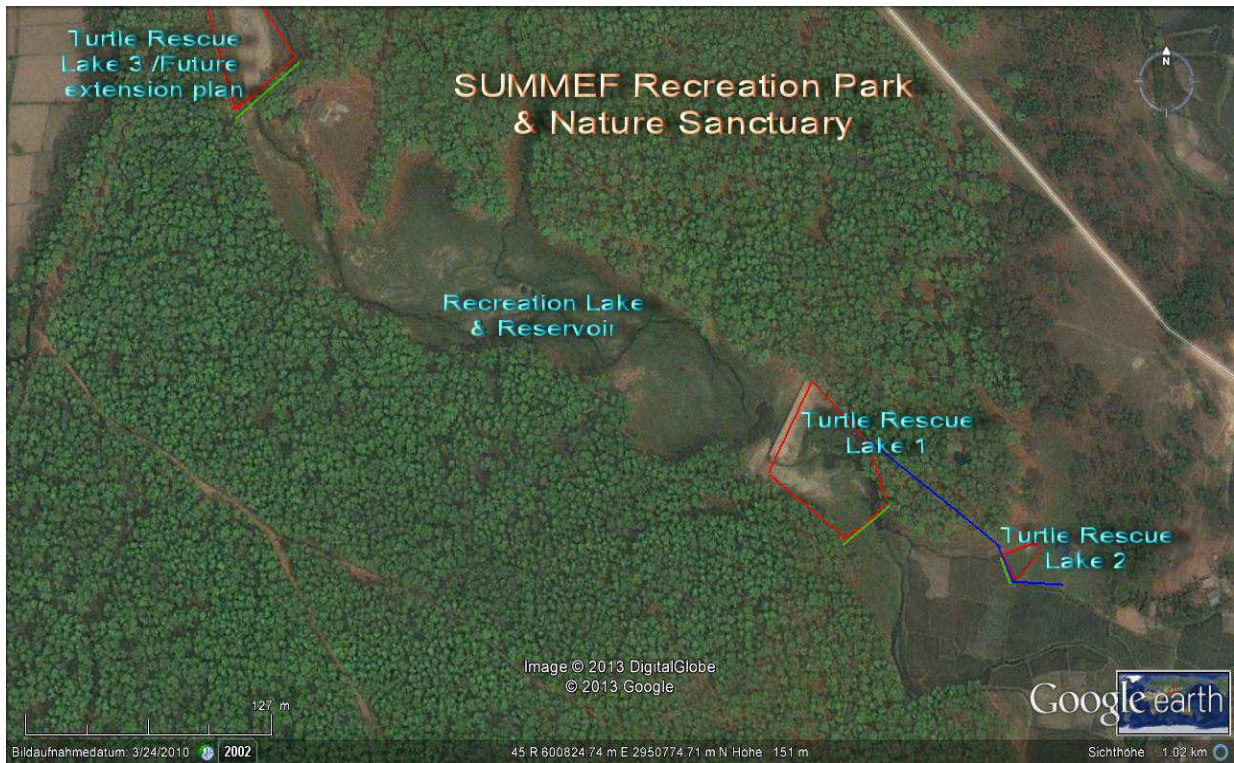 Turtle Rescue
Lake 3 /Future
extension plan
SUMMEF Recreation Park
& Nature Sanctuary
N
Recreation Lake
& Reservoir
Turtle Rescue
Lake 1
Turtle Rescue
Lake 2
Image © 2013 DigitalGlobe
© 2013 Google
Google earth
127 m
Bildaufnahmedatum: 3/24/2010 2002
45 R 600824.74 m E 2950774.71 m N Höhe 151 m
Sichthöhe 1.02 km